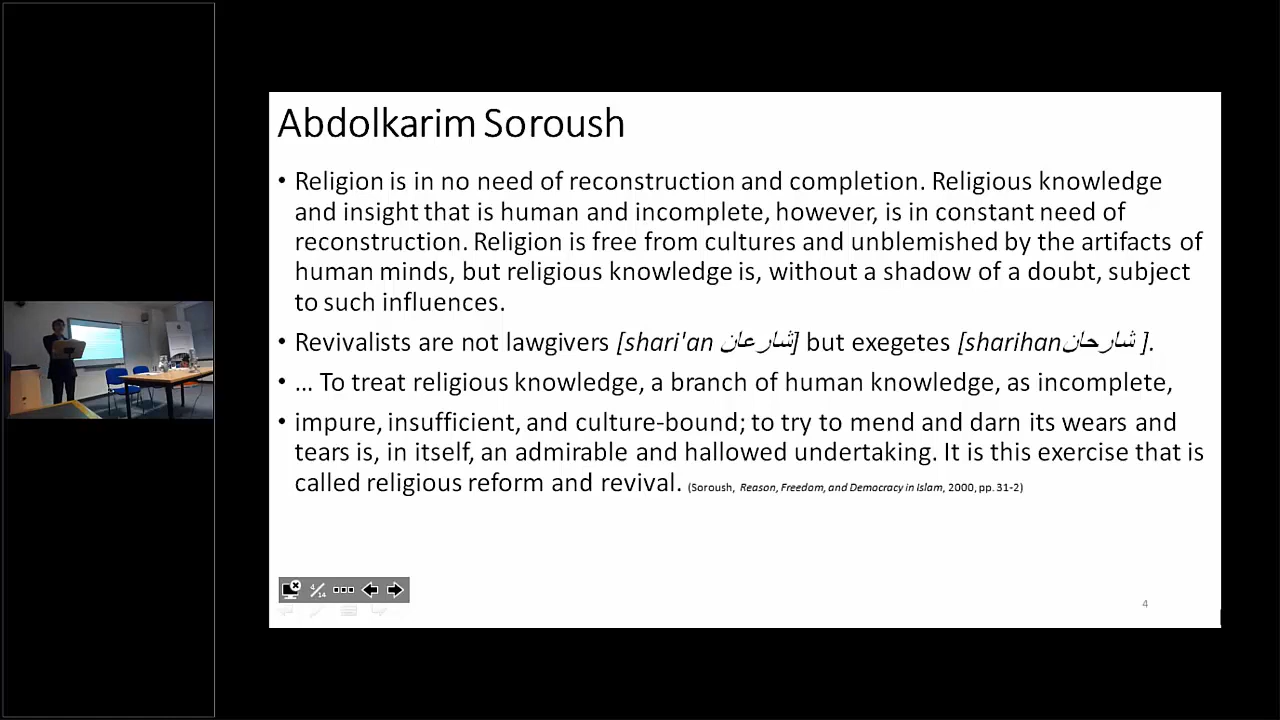 Abdolkarim Soroush
• Religion is in no need of reconstruction and completion. Religious knowledge
and insight that is human and incomplete, however, is in constant need of
reconstruction. Religion is free from cultures and unblemished by the artifacts of
human minds, but religious knowledge is, without a shadow of a doubt, subject
to such influences.
• Revivalists are not lawgivers [shari'an شارعان] but exegetes [sharihanشارحان ].
• … To treat religious knowledge, a branch of human knowledge, as incomplete,
• impure, insufficient, and culture-bound; to try to mend and darn its wears and
tears is, in itself, an admirable and hallowed undertaking. It is this exercise that is
called religious reform and revival. (Soroush, Reason, Freedom, and Democracy in Islam, 2000, pp. 31-2)
4/14
4